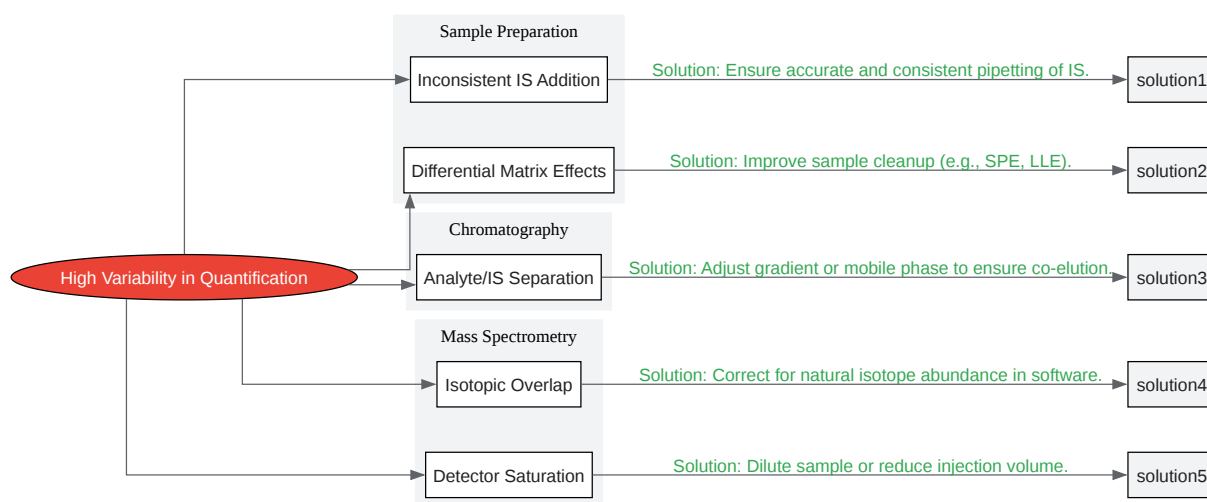 Sample Preparation
Inconsistent IS Addition
Solution: Ensure accurate and consistent pipetting of IS.
solution1
Differential Matrix Effects
Solution: Improve sample cleanup (e.g., SPE, LLE).
solution2
Chromatography
High Variability in Quantification
Analyte/IS Separation
Solution: Adjust gradient or mobile phase to ensure co-elution.
solution3
Mass Spectrometry
Isotopic Overlap
Solution: Correct for natural isotope abundance in software.
solution4
Detector Saturation
Solution: Dilute sample or reduce injection volume.
solution5